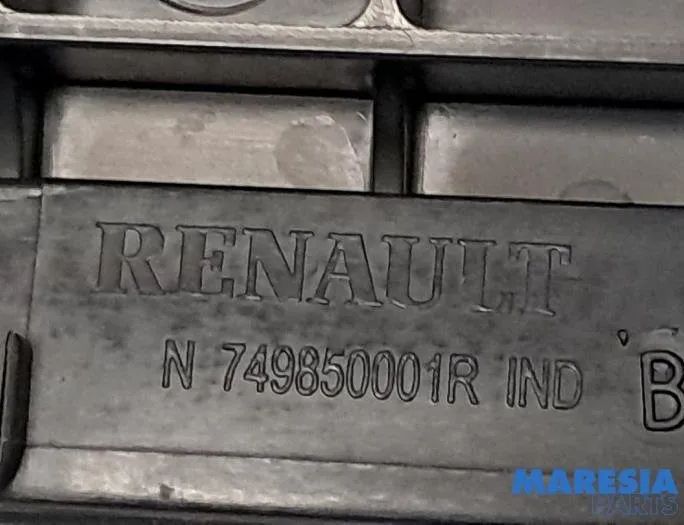 RENAULT
N 749850001R IND B
MARESIA
PARTS